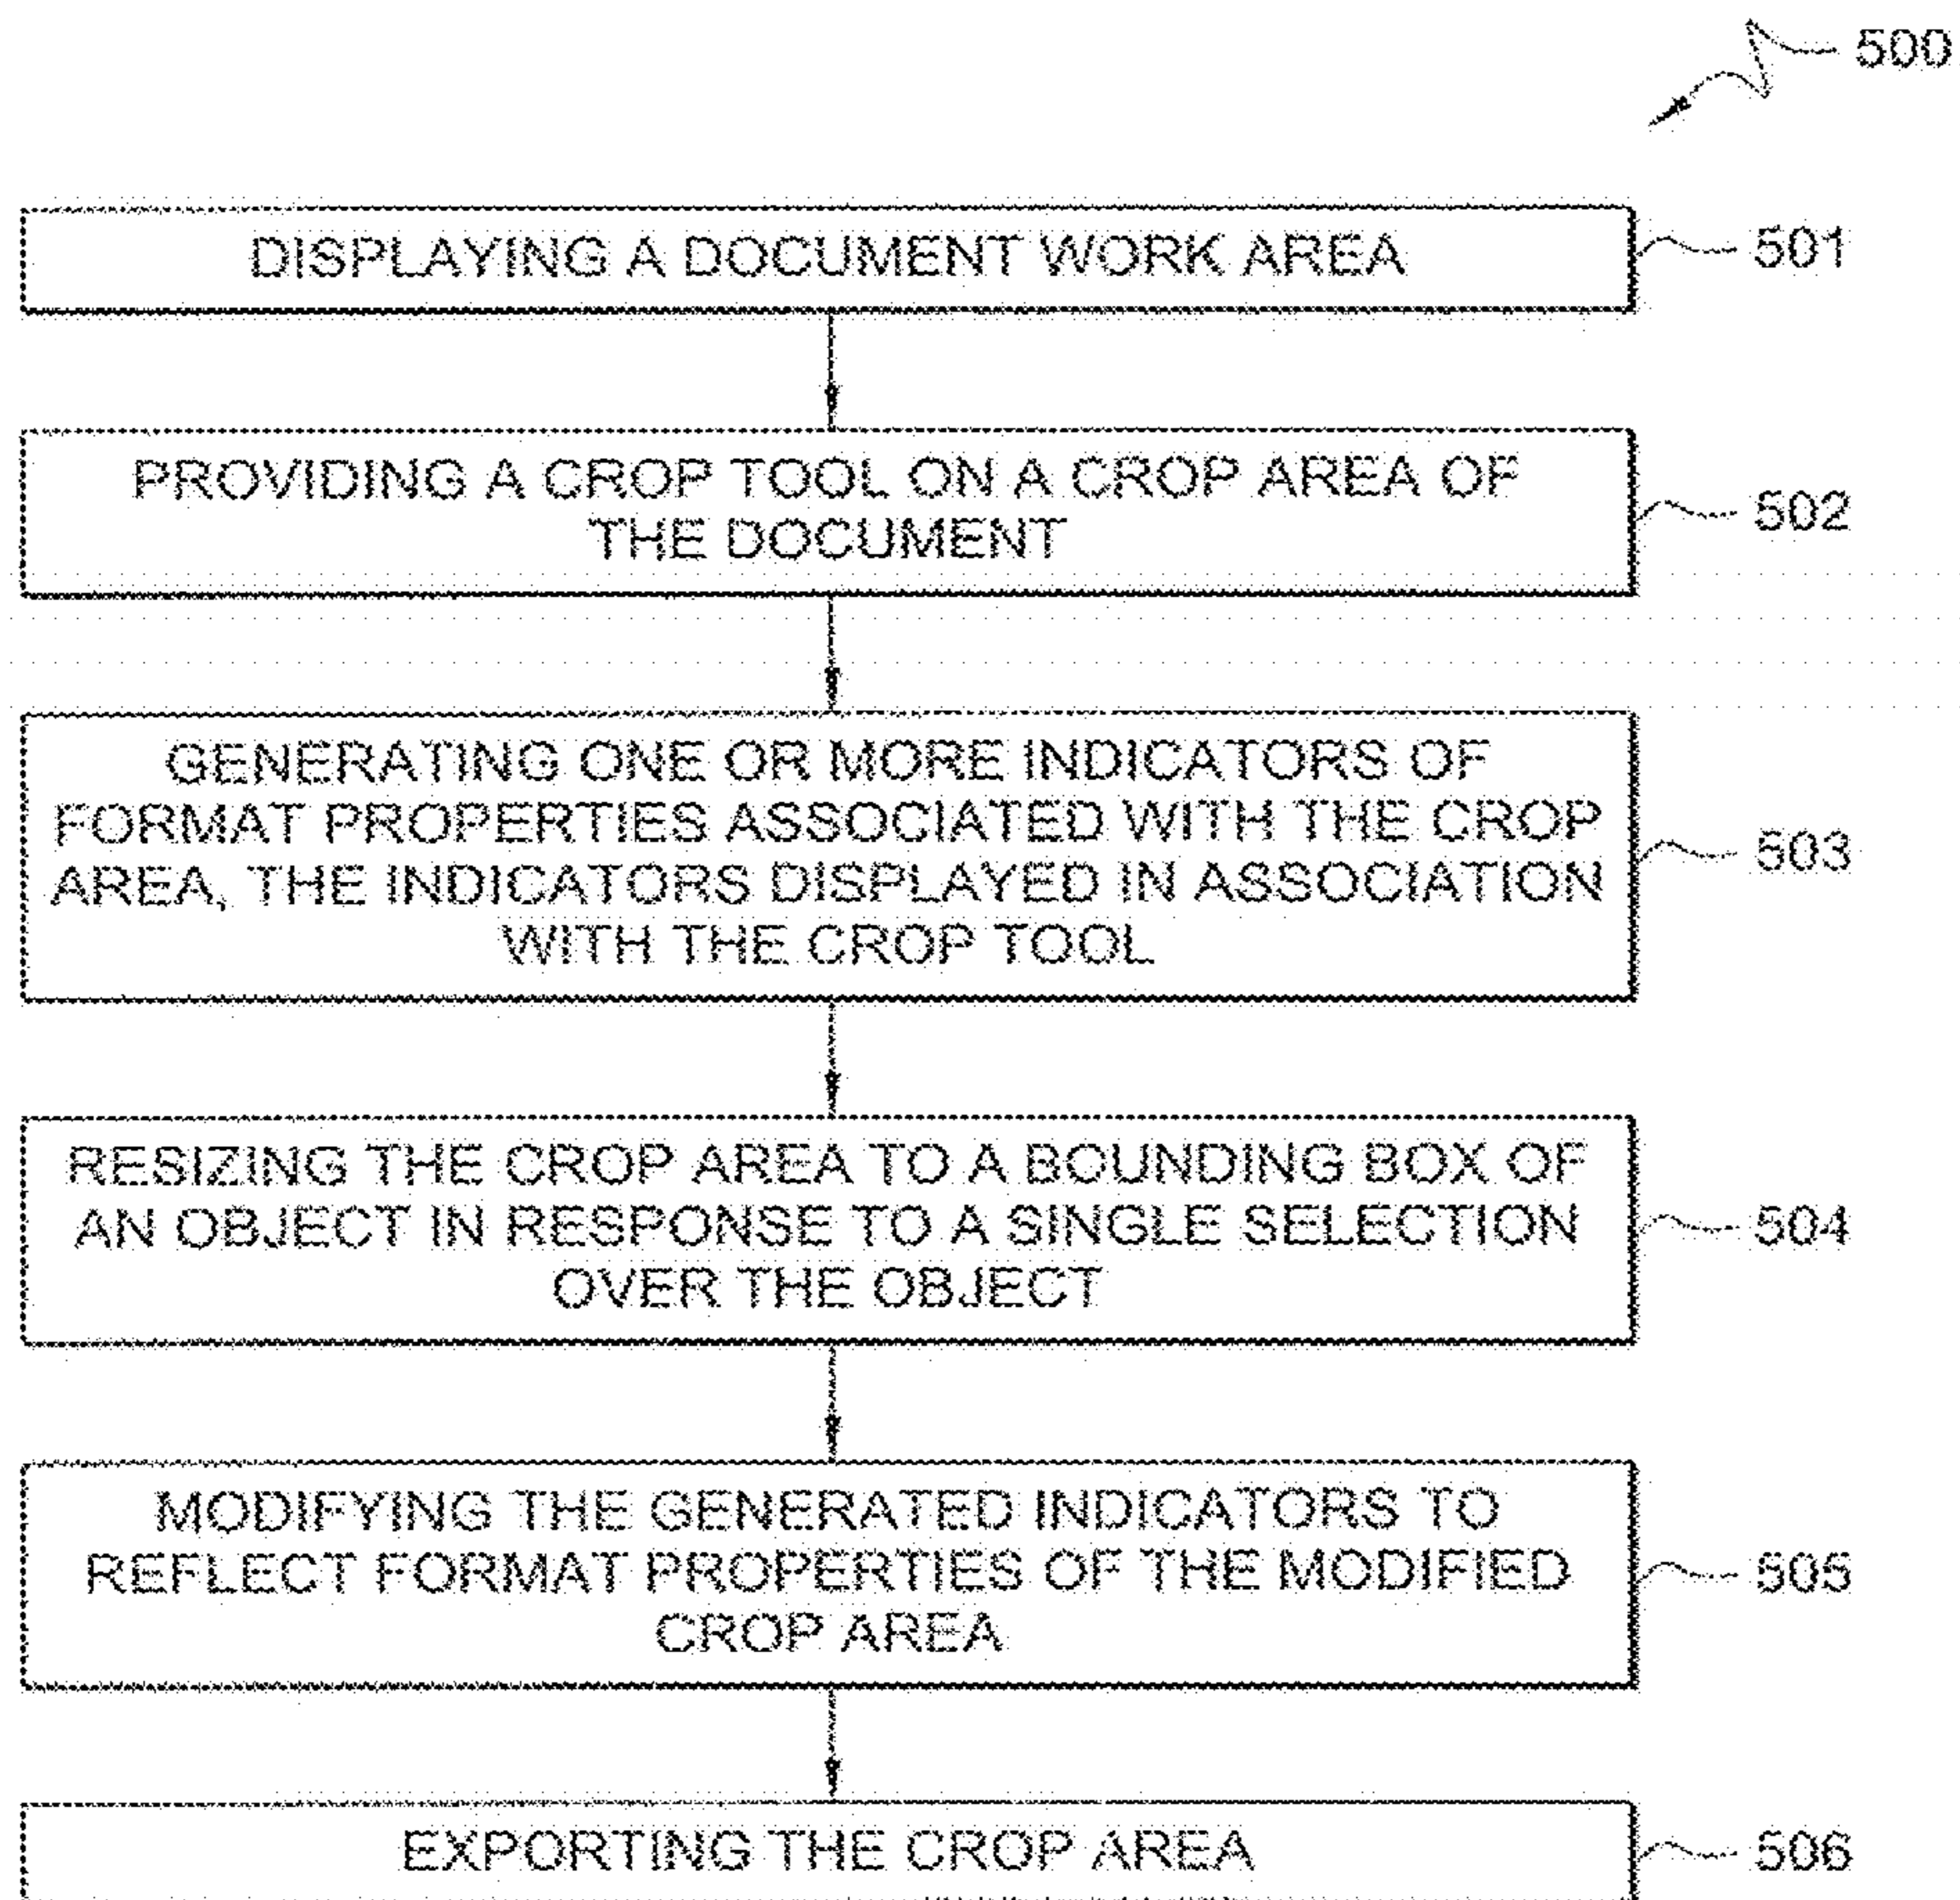 500
DISPLAYING A DOCUMENT WORK AREA
501
PROVIDING A CROP TOOL ON A CROP AREA OF
THE DOCUMENT
502
GENERATING ONE OR MORE INDICATORS OF
FORMAT PROPERTIES ASSOCIATED WITH THE CROP
AREA, THE INDICATORS DISPLAYED IN ASSOCIATION
WITH THE CROP TOOL
503
RESIZING THE CROP AREA TO A BOUNDING BOX OF
AN OBJECT IN RESPONSE TO A SINGLE SELECTION
OVER THE OBJECT
504
MODIFYING THE GENERATED INDICATORS TO
REFLECT FORMAT PROPERTIES OF THE MODIFIED
CROP AREA
505
EXPORTING THE CROP AREA
506